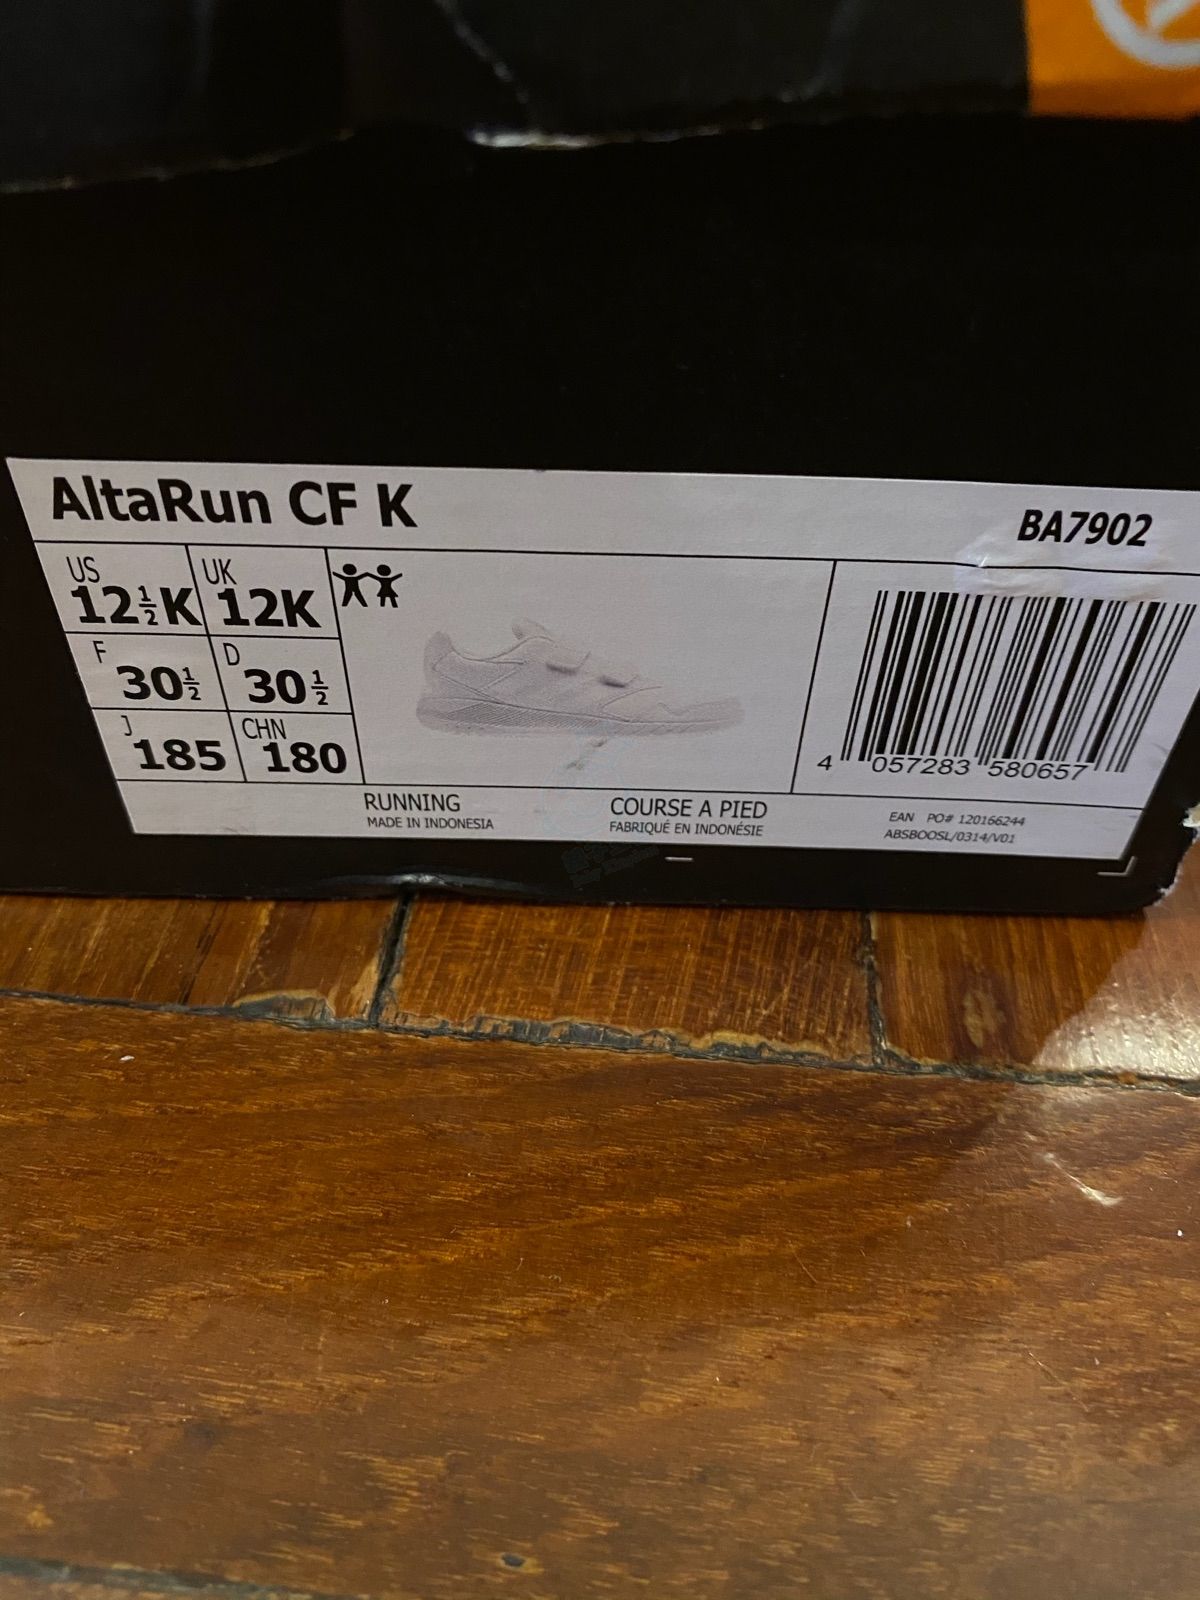 AltaRun CF K
BA7902
US
12½K
UK
12K
F
30½
D
30½
J
185
CHN
180
4 057283 580657
RUNNING
MADE IN INDONESIA
COURSE A PIED
FABRIQUÉ EN INDONÉSIE
EAN PO# 120166244
ABSBOOSL/0314/V01